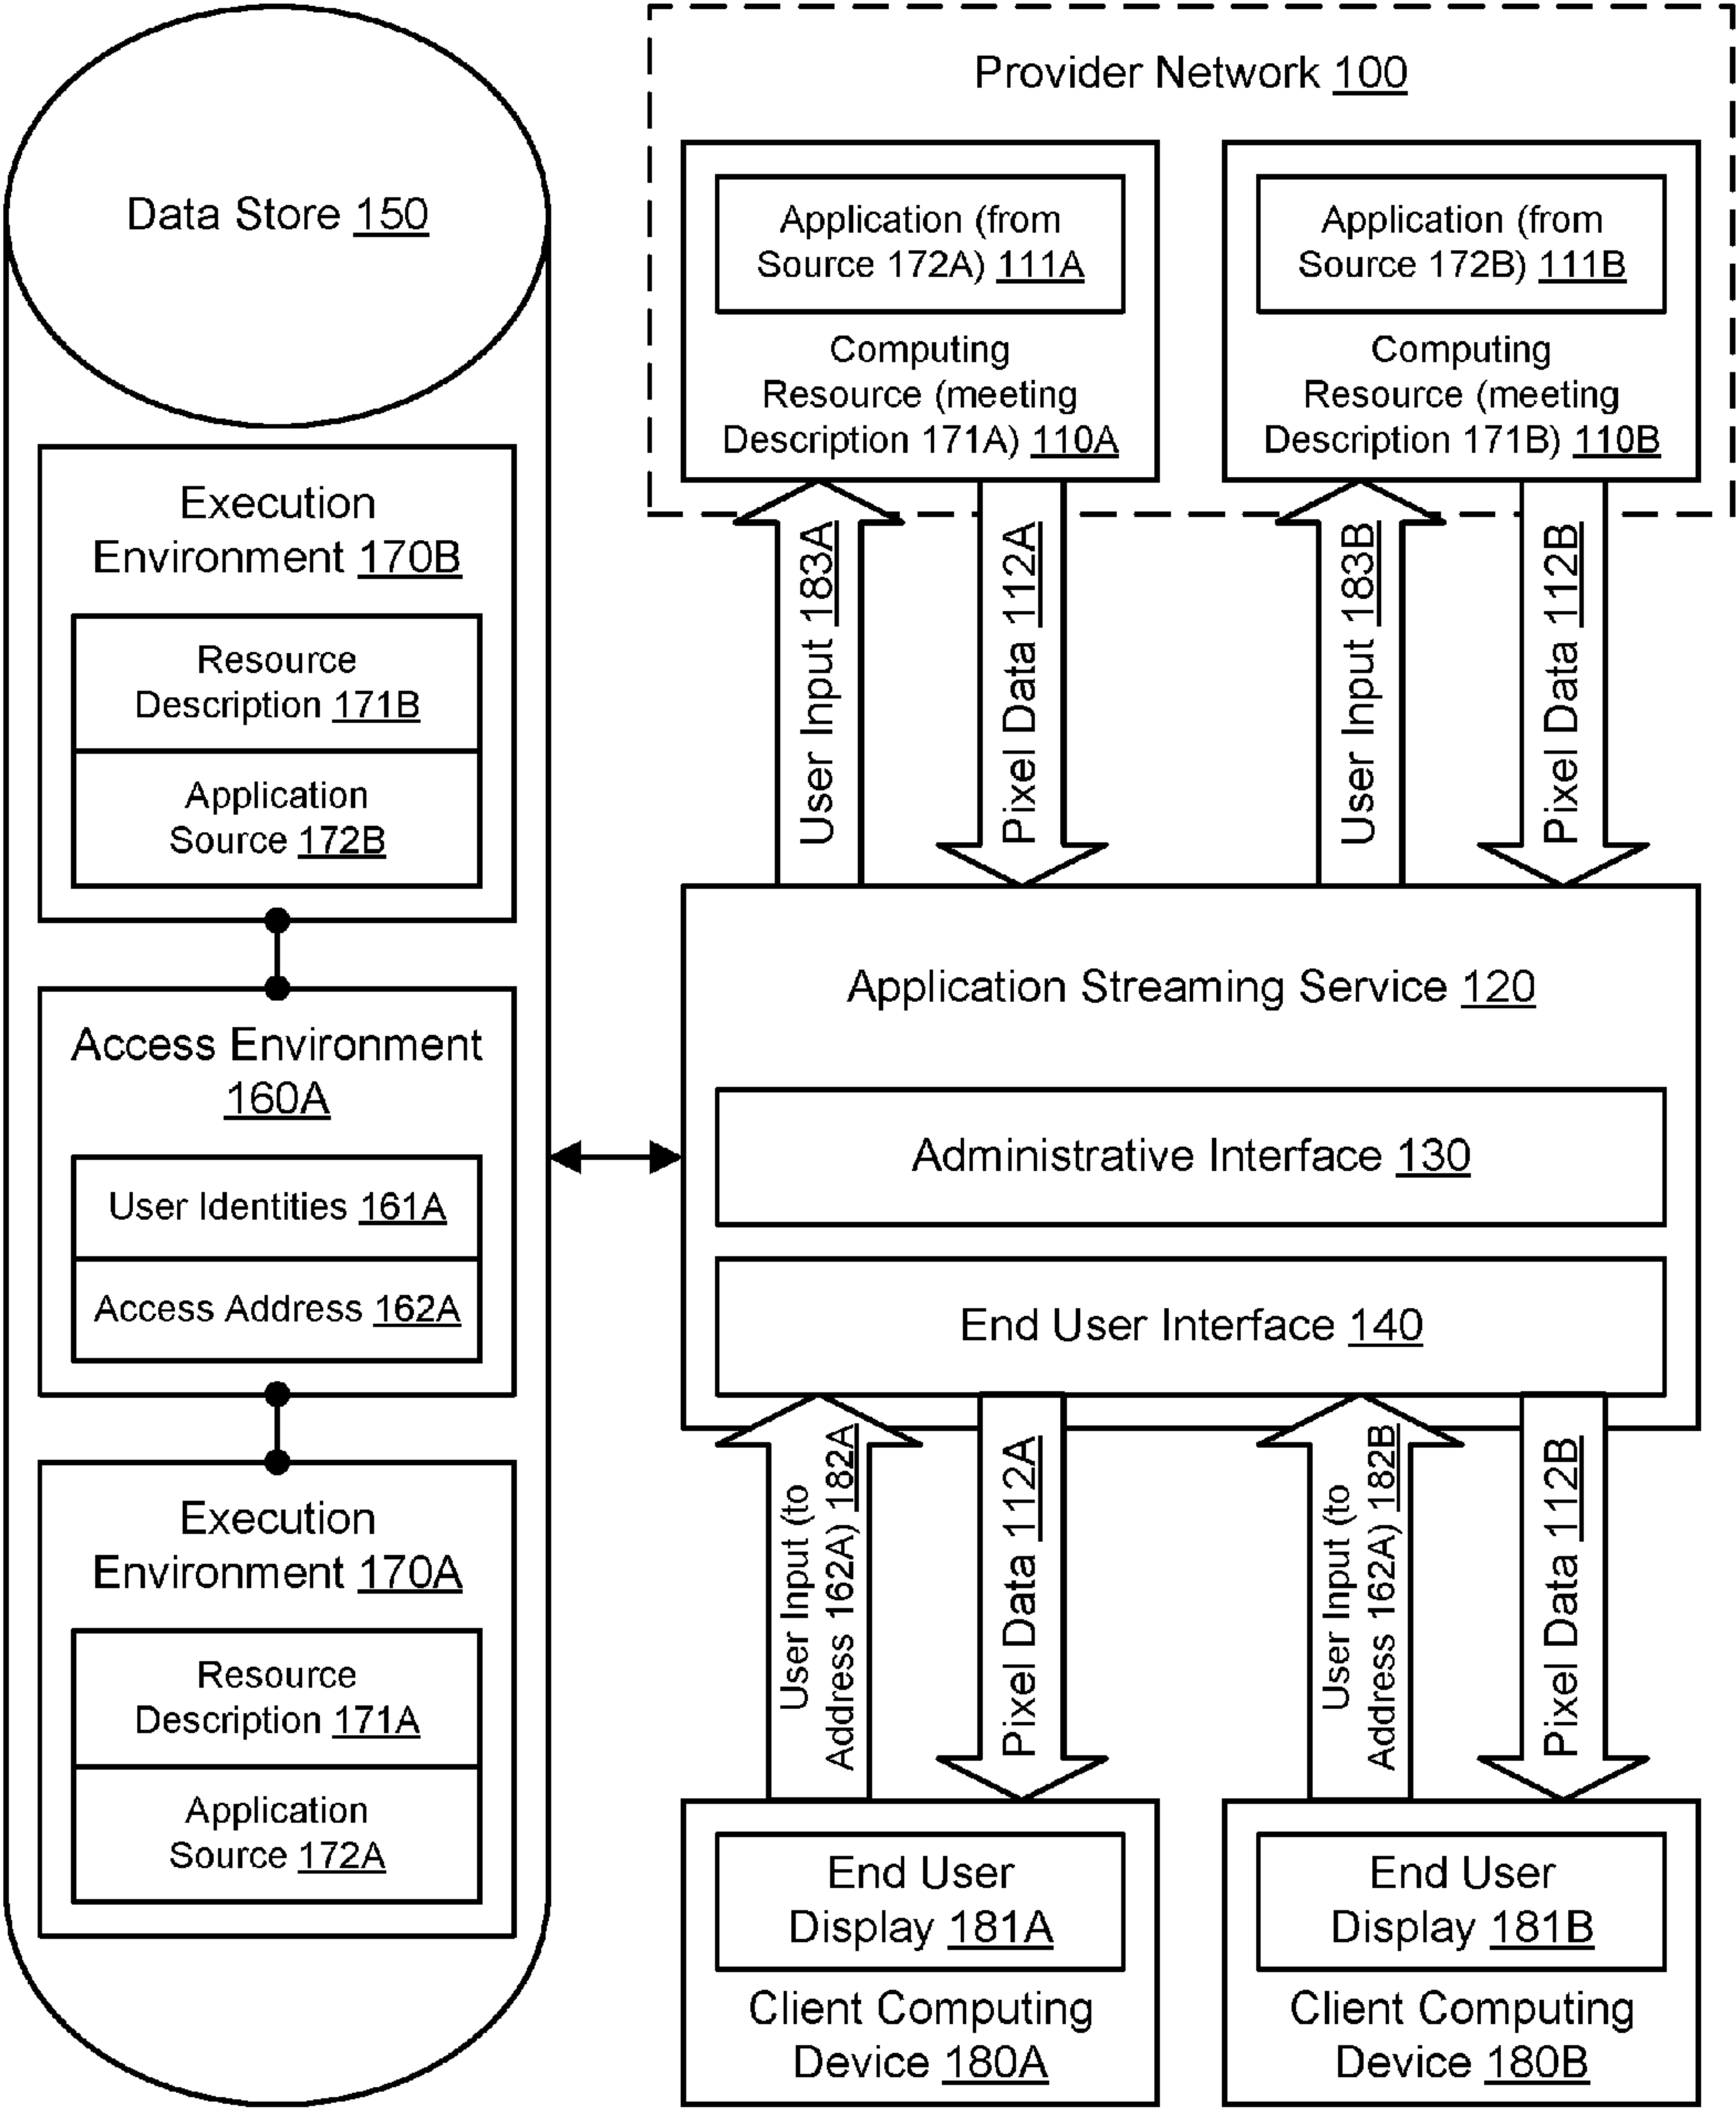 Data Store 150
Execution
Environment 170B
Resource
Description 171B
Application
Source 172B
Access Environment
160A
User Identities 161A
Access Address 162A
Execution
Environment 170A
Resource
Description 171A
Application
Source 172A
Provider Network 100
Application (from
Source 172A) 111A
Computing
Resource (meeting
Description 171A) 110A
Application (from
Source 172B) 111B
Computing
Resource (meeting
Description 171B) 110B
User Input 183A
Pixel Data 112A
User Input 183B
Pixel Data 112B
Application Streaming Service 120
Administrative Interface 130
End User Interface 140
User Input (to
Address 162A) 182A
Pixel Data 112A
User Input (to
Address 162A) 182B
Pixel Data 112B
End User
Display 181A
Client Computing
Device 180A
End User
Display 181B
Client Computing
Device 180B